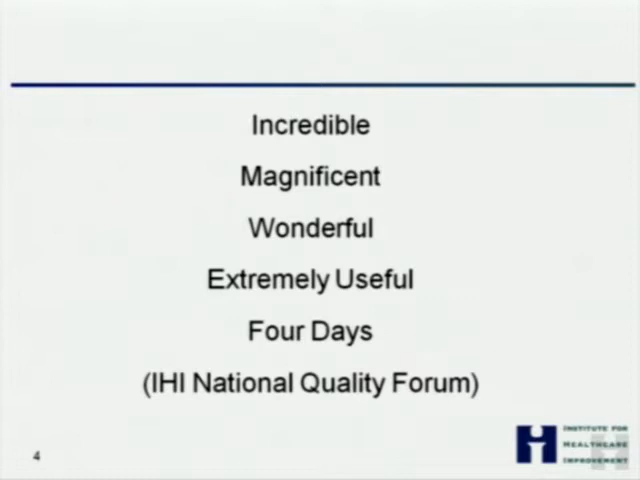 Incredible
Magnificent
Wonderful
Extremely Useful
Four Days
(IHI National Quality Forum)
4
INSTITUTE FOR
HEALTHCARE
IMPROVEMENT